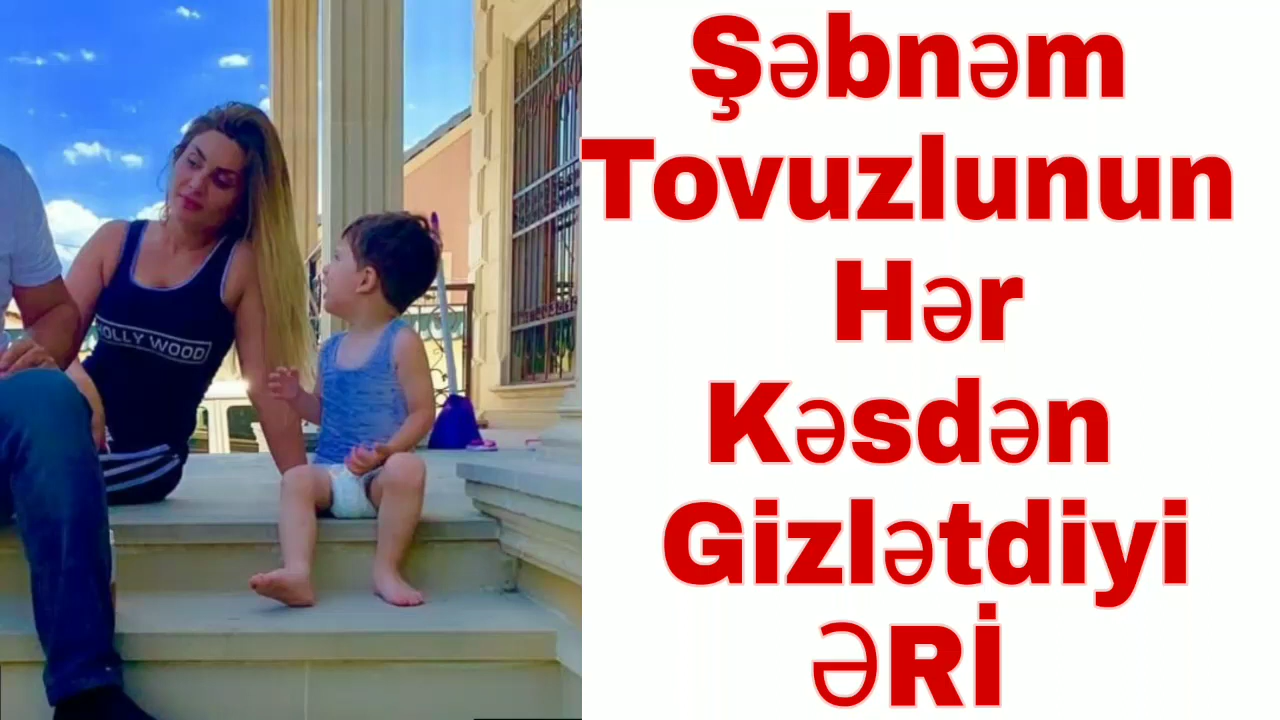 Şəbnəm
Tovuzlunun
Hər
Kəsdən
Gizlətdiyi
ƏRİ
HOLLY WOOD